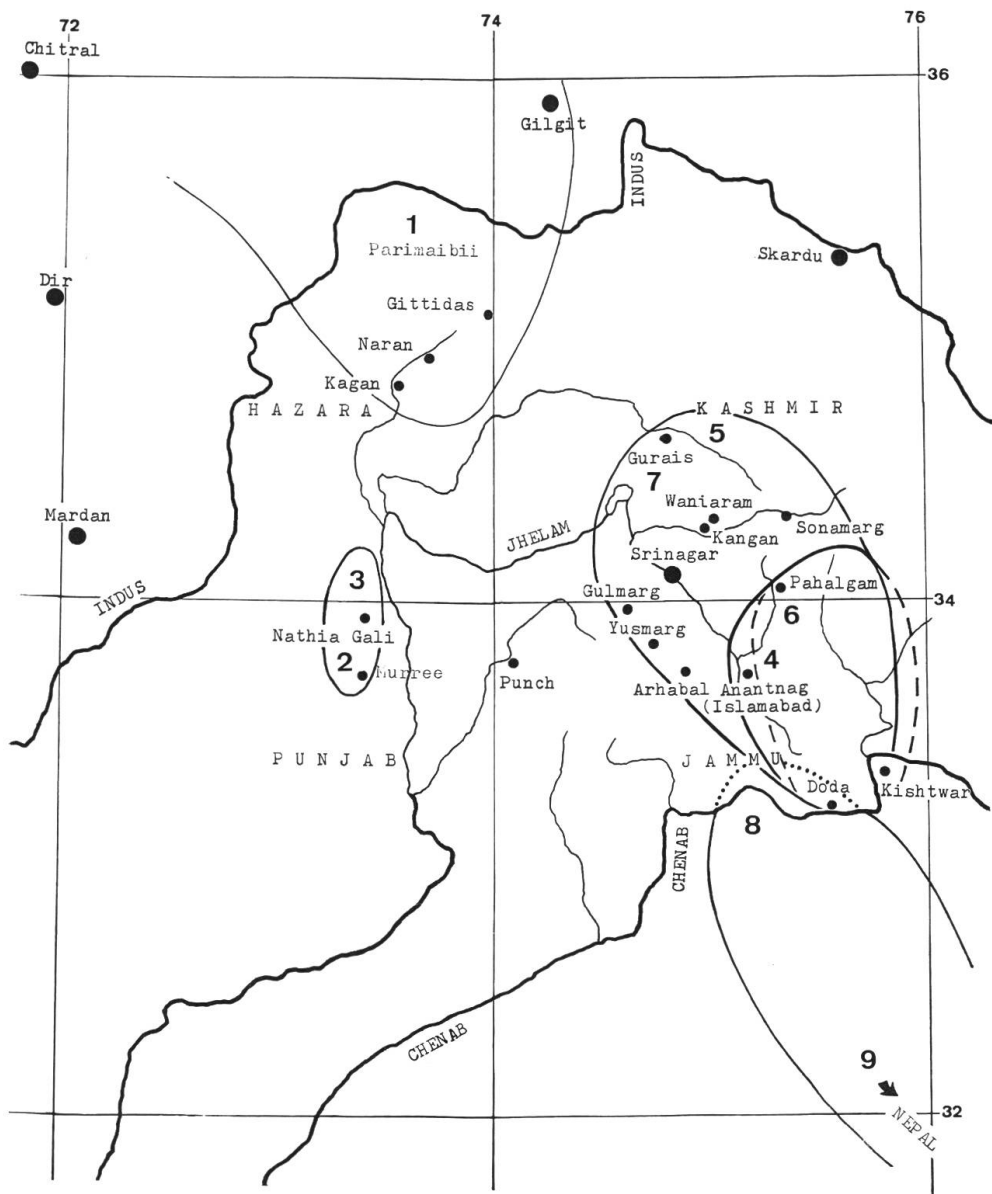 72
74
76
Chitral
36
Gilgit
INDUS
1
Parimaibii
Skardu
Dir
Gittidas
Naran
Kagan
HAZARA
KASHMIR
5
Gurais
7
Waniaram
Mardan
Sonamarg
Kangan
JHELAM
Srinagar
INDUS
3
Pahalgam
Gulmarg
6
34
Nathia Gali
Yusmarg
2
Murree
4
Punch
Arhabal
Anantnag
(Islamabad)
PUNJAB
JAMMU
Doda
Kishtwar
8
CHENAB
CHENAB
9
32
NEPAL